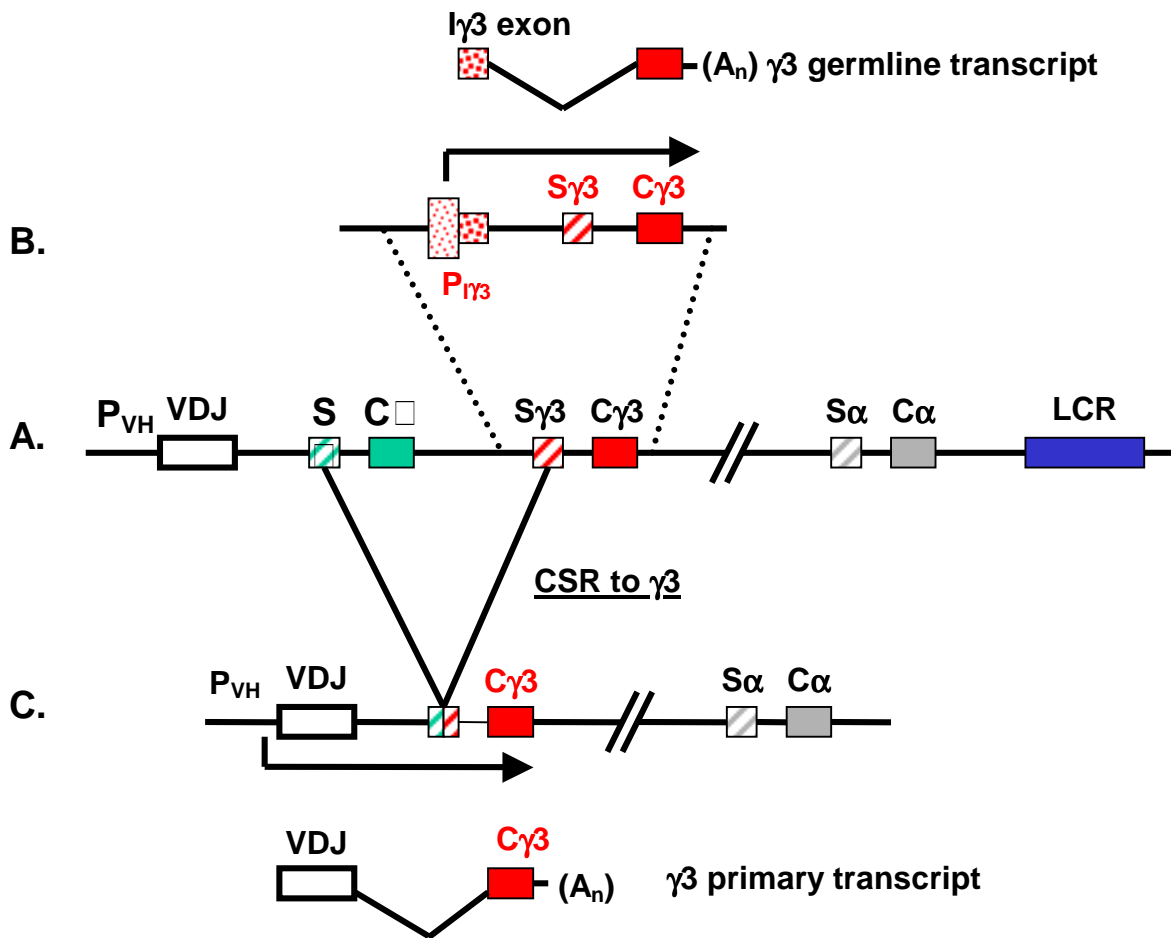 Iγ3 exon
(An) γ3 germline transcript
Sγ3 Cγ3
B.
PIγ3
A.
PVH VDJ S C□ Sγ3 Cγ3 Sα Cα LCR
CSR to γ3
C.
PVH VDJ Cγ3 Sα Cα
VDJ Cγ3
(An) γ3 primary transcript